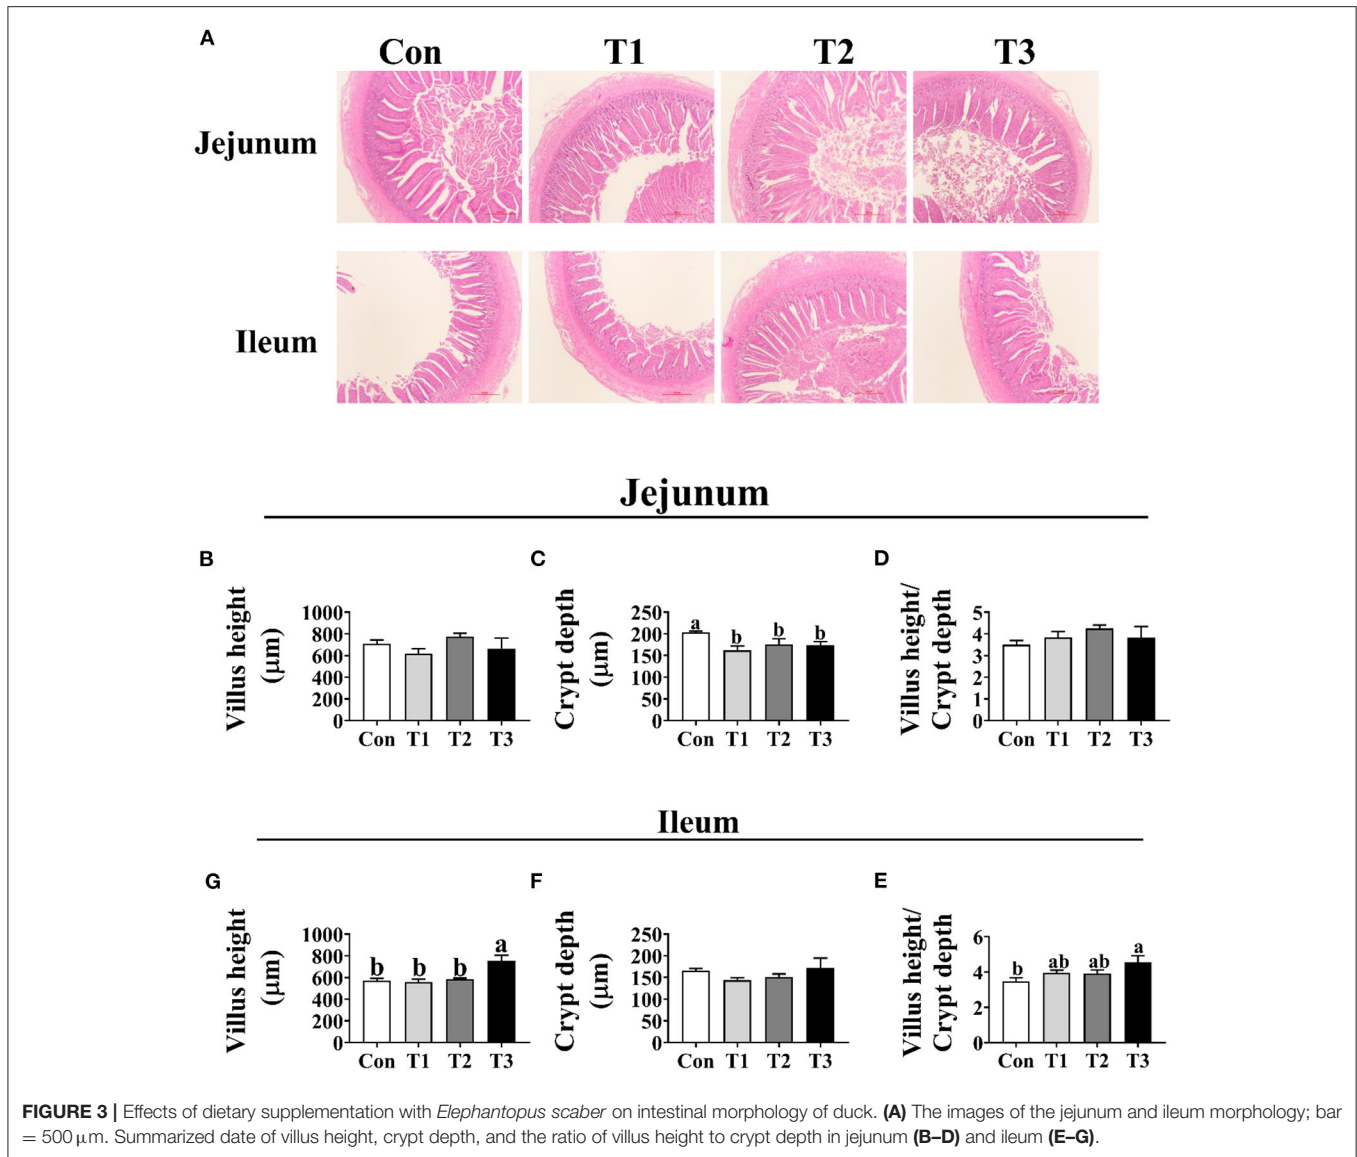 A
Con T1 T2 T3
Jejunum
Ileum
Jejunum
B
Villus height
(μm)
1000
800
600
400
200
0
Con T1 T2 T3
C
Crypt depth
(μm)
250
200
150
100
50
0
a b b b
Con T1 T2 T3
D
Villus height/
Crypt depth
5
4
3
2
1
0
Con T1 T2 T3
Ileum
G
Villus height
(μm)
1000
800
600
400
200
0
b b b a
Con T1 T2 T3
F
Crypt depth
(μm)
250
200
150
100
50
0
Con T1 T2 T3
E
Villus height/
Crypt depth
6
4
2
0
b ab ab a
Con T1 T2 T3
FIGURE 3 | Effects of dietary supplementation with Elephantopus scaber on intestinal morphology of duck. (A) The images of the jejunum and ileum morphology; bar
= 500 μm. Summarized date of villus height, crypt depth, and the ratio of villus height to crypt depth in jejunum (B–D) and ileum (E–G).